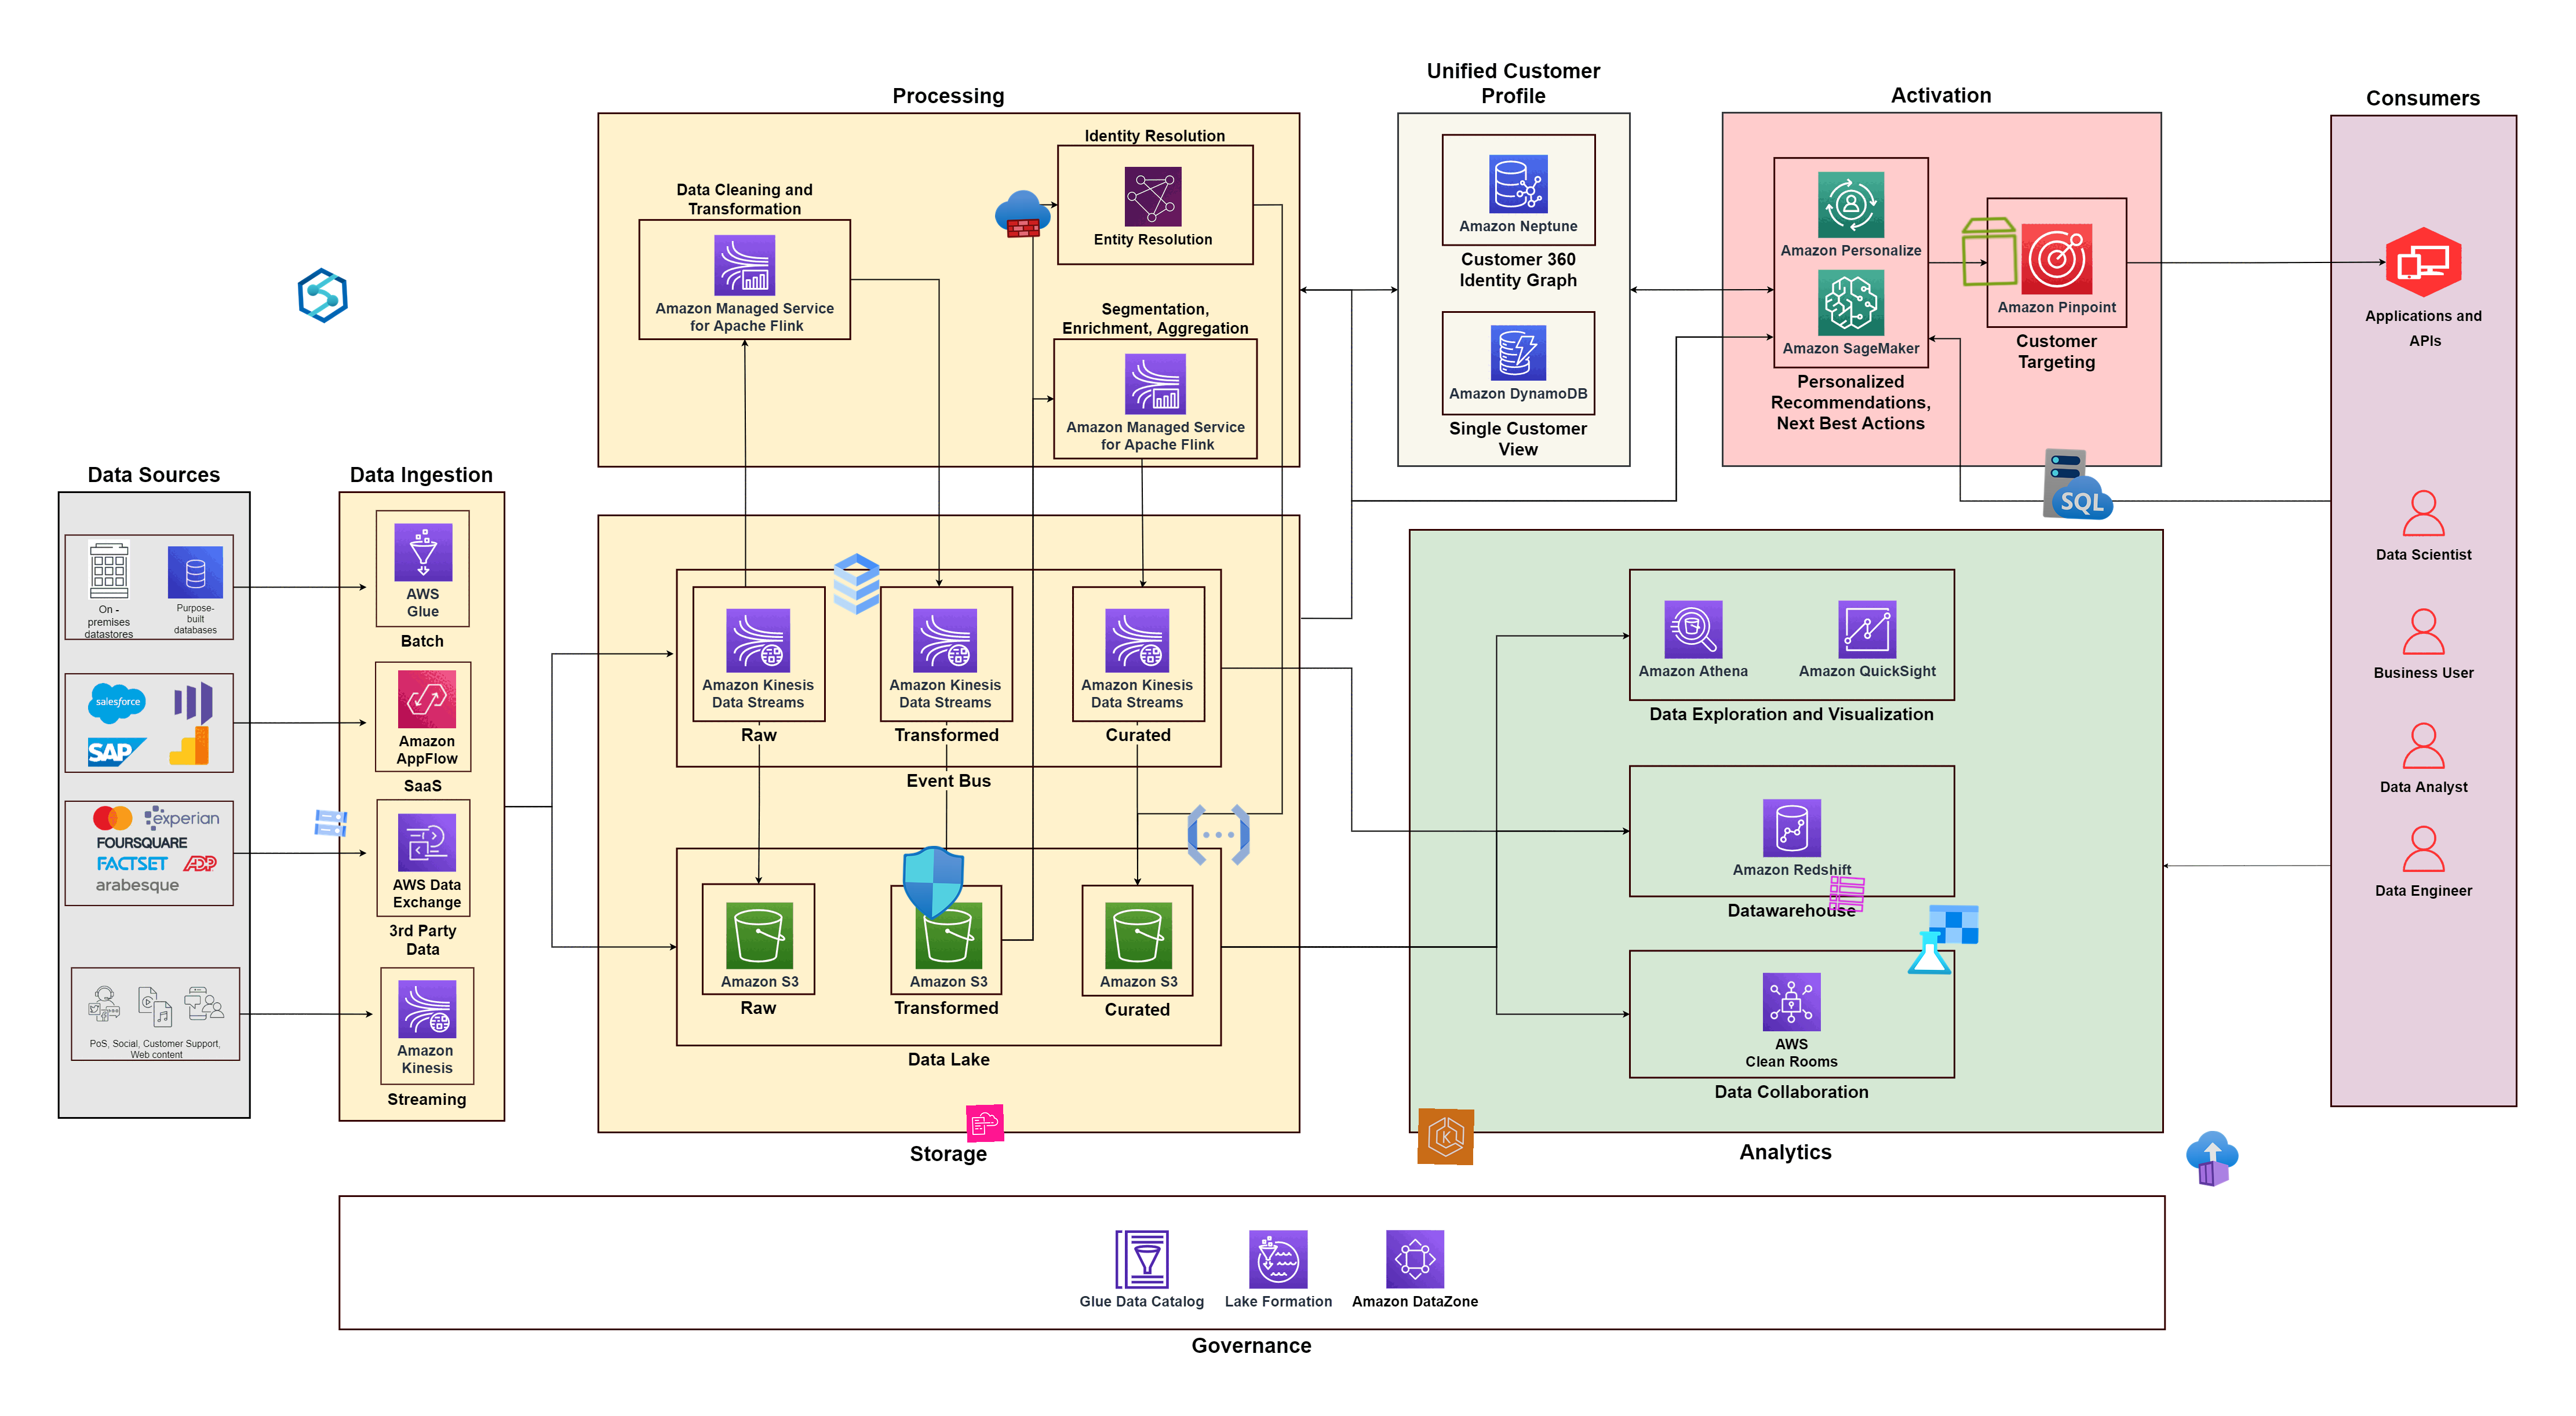 Data Sources
On -
premises
datastores
Purpose-
built
databases
salesforce
SAP
experian
FOURSQUARE
FACTSET
ADP
arabesque
PoS, Social, Customer Support,
Web content
Data Ingestion
AWS
Glue
Batch
Amazon
AppFlow
SaaS
AWS Data
Exchange
3rd Party
Data
Amazon
Kinesis
Streaming
Processing
Data Cleaning and
Transformation
Amazon Managed Service
for Apache Flink
Identity Resolution
Entity Resolution
Segmentation,
Enrichment, Aggregation
Amazon Managed Service
for Apache Flink
Amazon Kinesis
Data Streams
Raw
Amazon Kinesis
Data Streams
Transformed
Amazon Kinesis
Data Streams
Curated
Event Bus
Amazon S3
Raw
Amazon S3
Transformed
Amazon S3
Curated
Data Lake
Storage
Unified Customer
Profile
Amazon Neptune
Customer 360
Identity Graph
Amazon DynamoDB
Single Customer
View
Activation
Amazon Personalize
Amazon SageMaker
Personalized
Recommendations,
Next Best Actions
Amazon Pinpoint
Customer
Targeting
SQL
Amazon Athena
Amazon QuickSight
Data Exploration and Visualization
Amazon Redshift
Datawarehouse
AWS
Clean Rooms
Data Collaboration
K
Analytics
Consumers
Applications and
APIs
Data Scientist
Business User
Data Analyst
Data Engineer
Glue Data Catalog
Lake Formation
Amazon DataZone
Governance